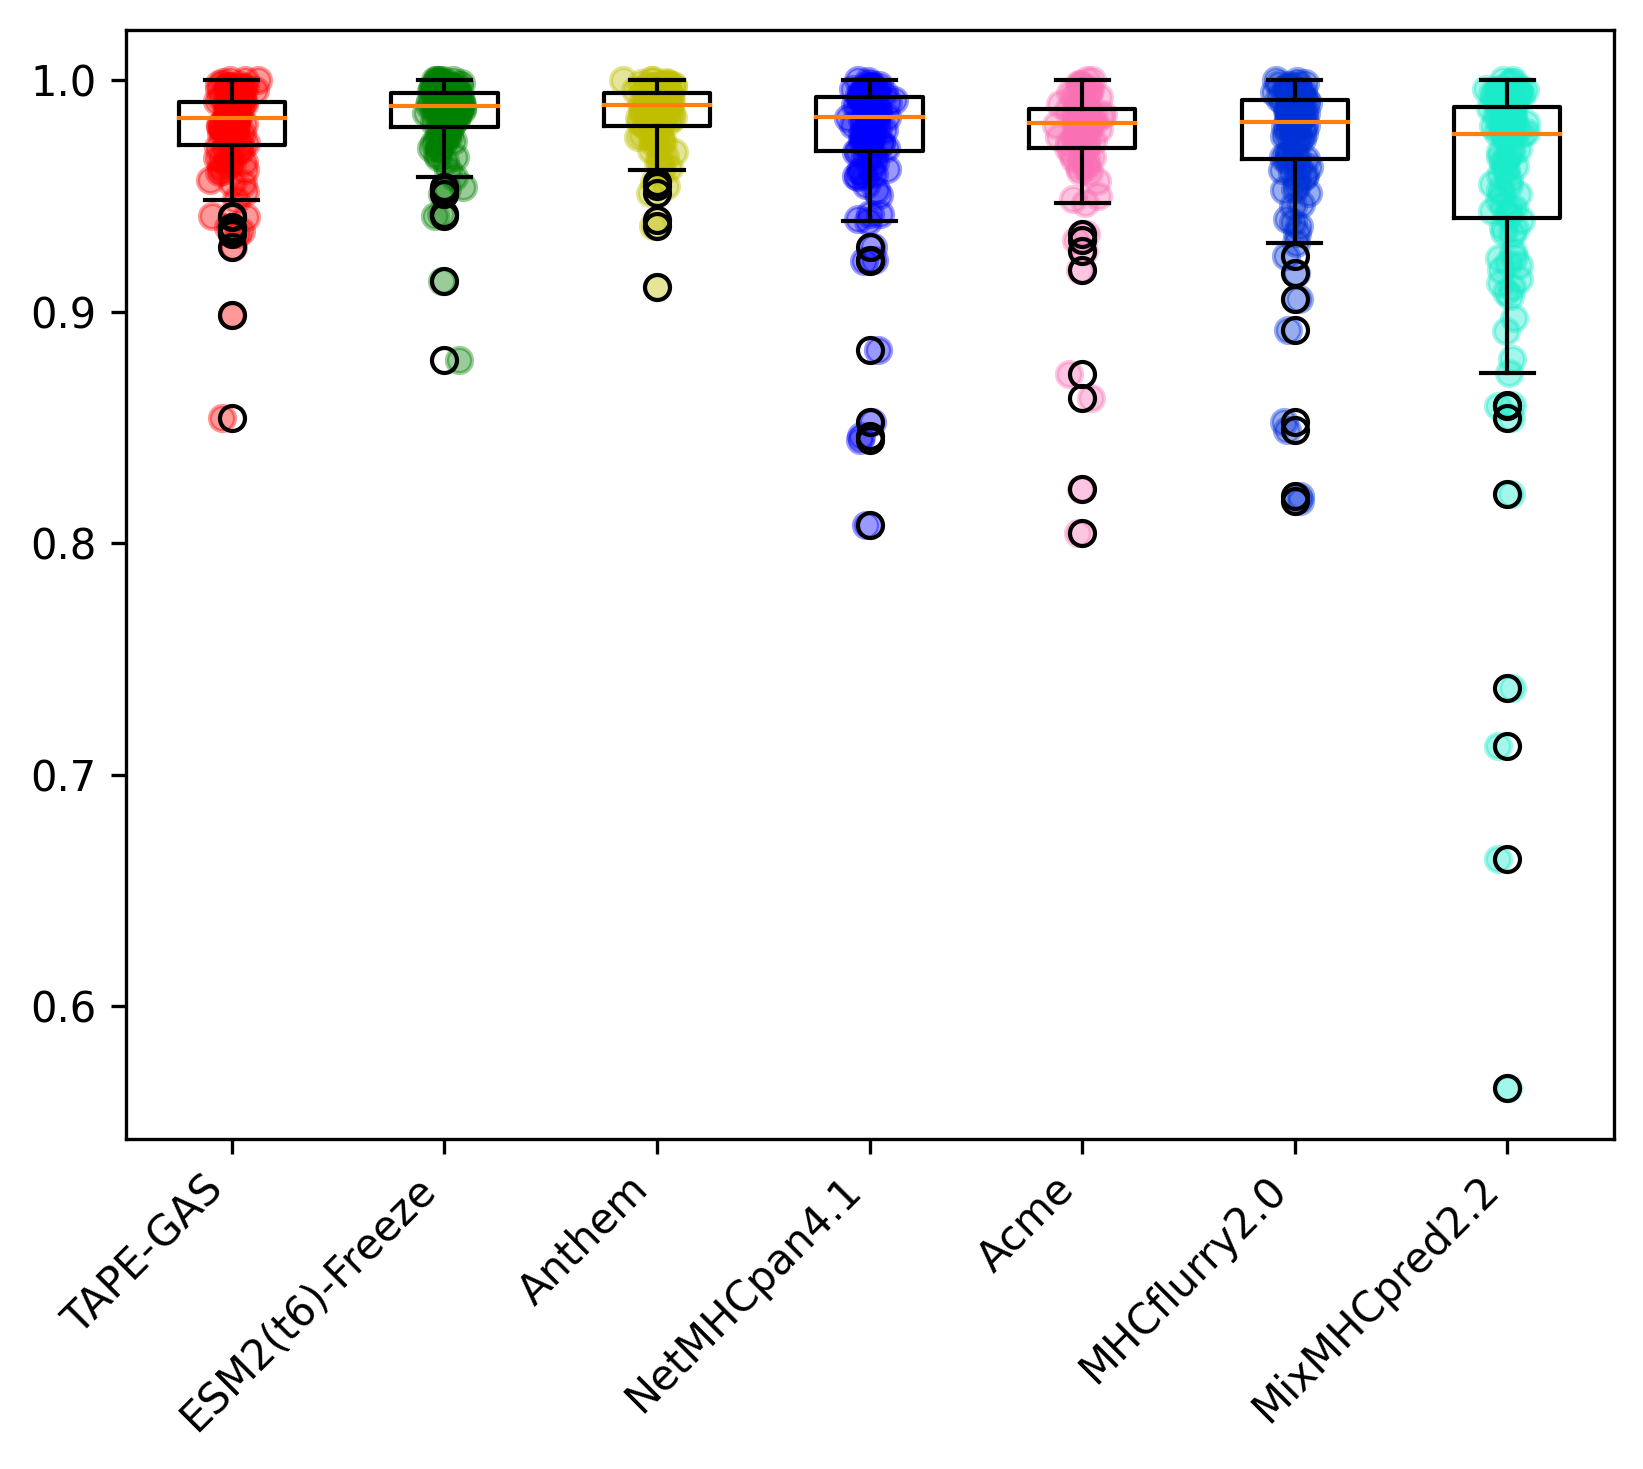 1.0
0.9
0.8
0.7
0.6
TAPE-GAS
ESM2(t6)-Freeze
Anthem
NetMHCpan4.1
Acme
MHCflurry2.0
MixMHCpred2.2